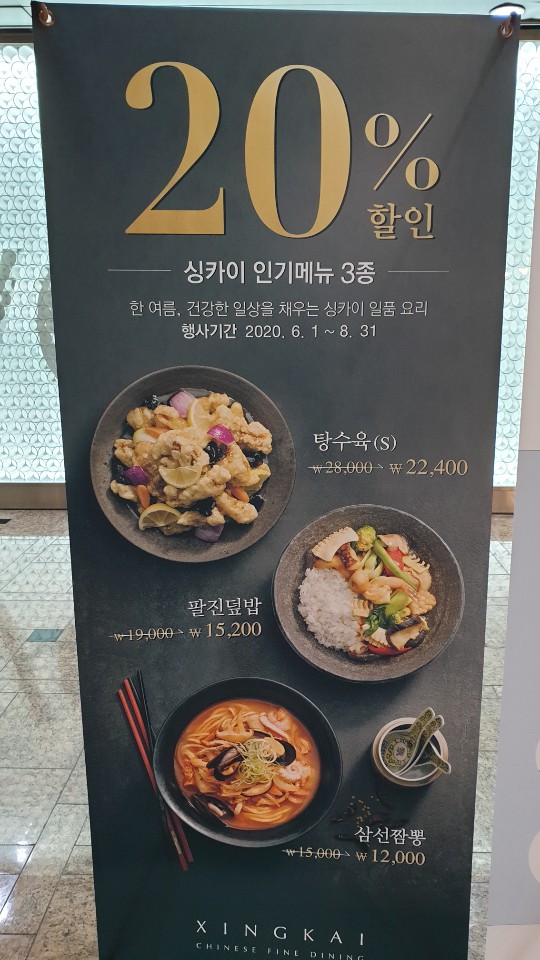 20%
할인
싱카이 인기메뉴 3종
한 여름, 건강한 일상을 채우는 싱카이 일품 요리
행사기간 2020. 6. 1 ~ 8. 31
탕수육(S)
₩28,000 → ₩22,400
팔진덮밥
₩19,000 → ₩15,200
삼선짬뽕
₩15,000 → ₩12,000
XINGKAI
CHINESE FINE DINING